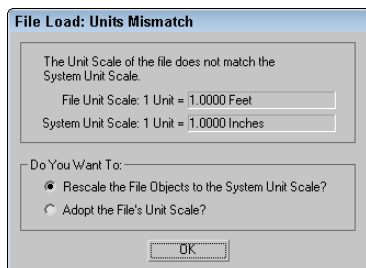 File Load: Units Mismatch
The Unit Scale of the file does not match the
System Unit Scale.
File Unit Scale: 1 Unit = 1.0000 Feet
System Unit Scale: 1 Unit = 1.0000 Inches
Do You Want To:
Rescale the File Objects to the System Unit Scale?
Adopt the File's Unit Scale?
OK